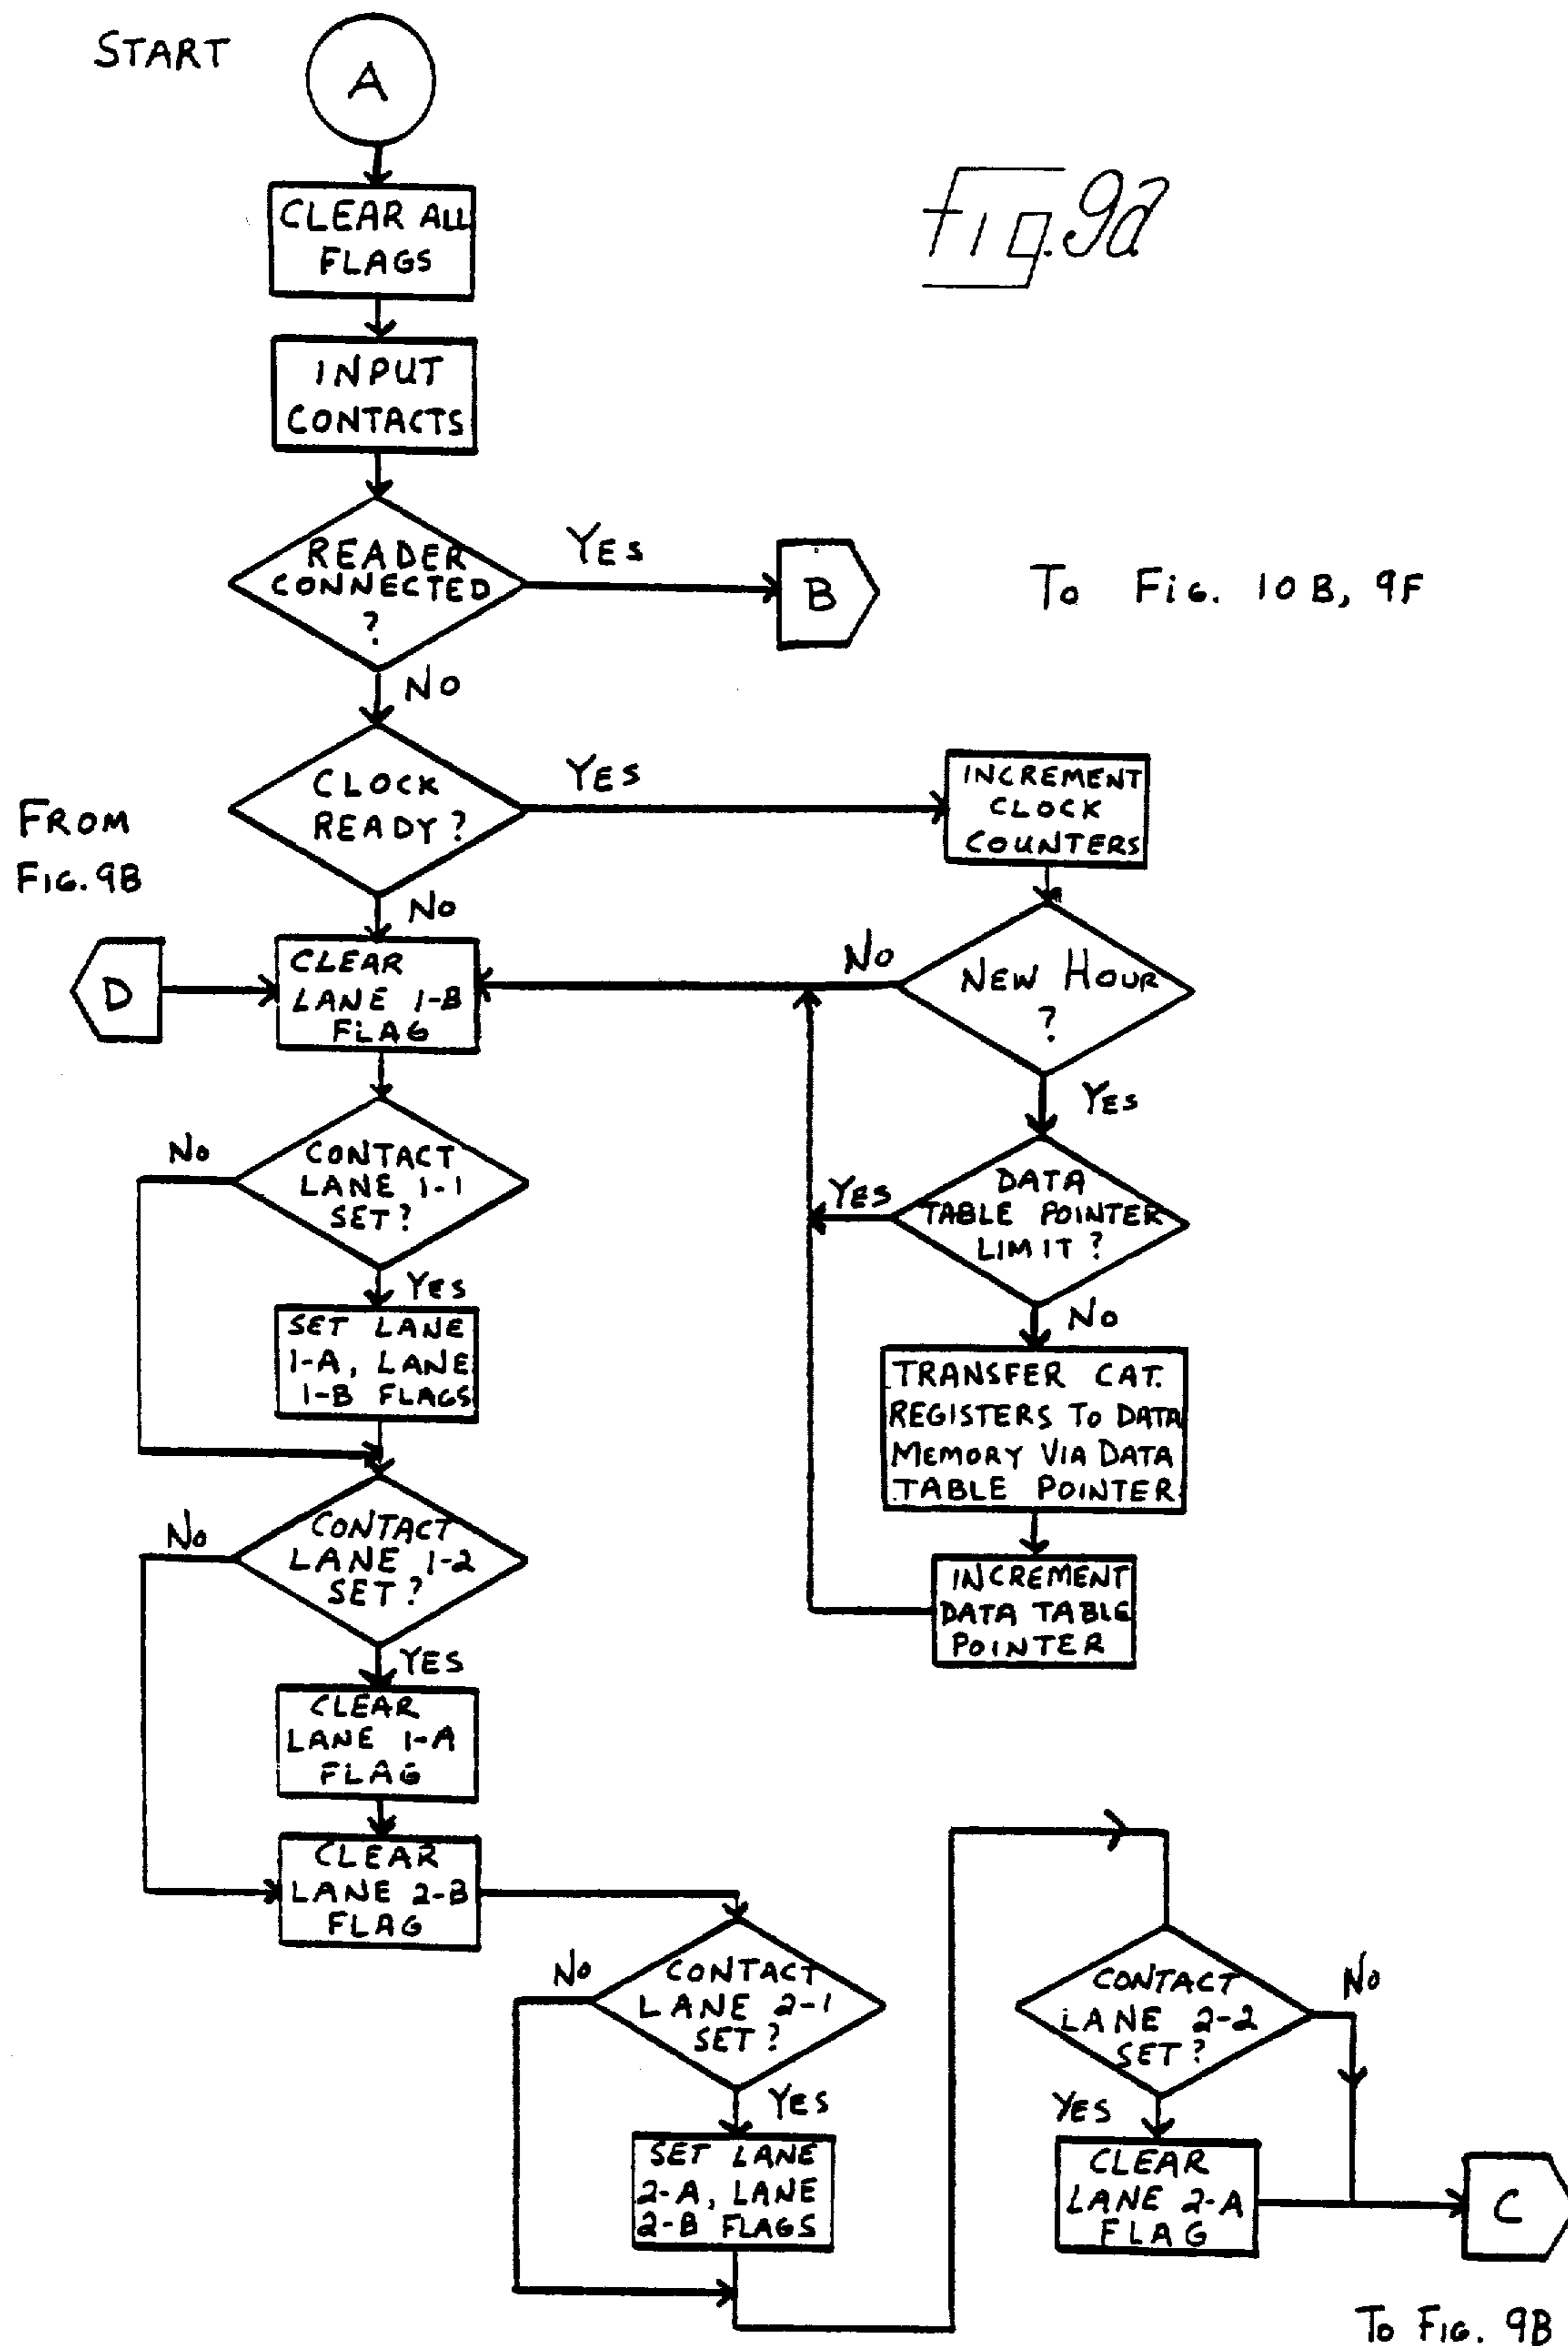 START
A
CLEAR ALL
FLAGS
Fig. 9a
INPUT
CONTACTS
READER
CONNECTED
?
YES
B
To Fig. 10B, 9F
No
CLOCK
READY?
YES
INCREMENT
CLOCK
COUNTERS
FROM
FIG. 9B
No
D
CLEAR
LANE 1-B
FLAG
No
NEW HOUR
?
YES
CONTACT
LANE 1-1
SET?
No
YES
DATA
TABLE POINTER
LIMIT?
YES
No
SET LANE
1-A, LANE
1-B FLAGS
TRANSFER CAT.
REGISTERS TO DATA
MEMORY VIA DATA
TABLE POINTER
CONTACT
LANE 1-2
SET?
No
YES
INCREMENT
DATA TABLE
POINTER
CLEAR
LANE 1-A
FLAG
CLEAR
LANE 2-B
FLAG
No
CONTACT
LANE 2-1
SET?
YES
SET LANE
2-A, LANE
2-B FLAGS
CONTACT
LANE 2-2
SET?
No
YES
CLEAR
LANE 2-A
FLAG
C
To FIG. 9B